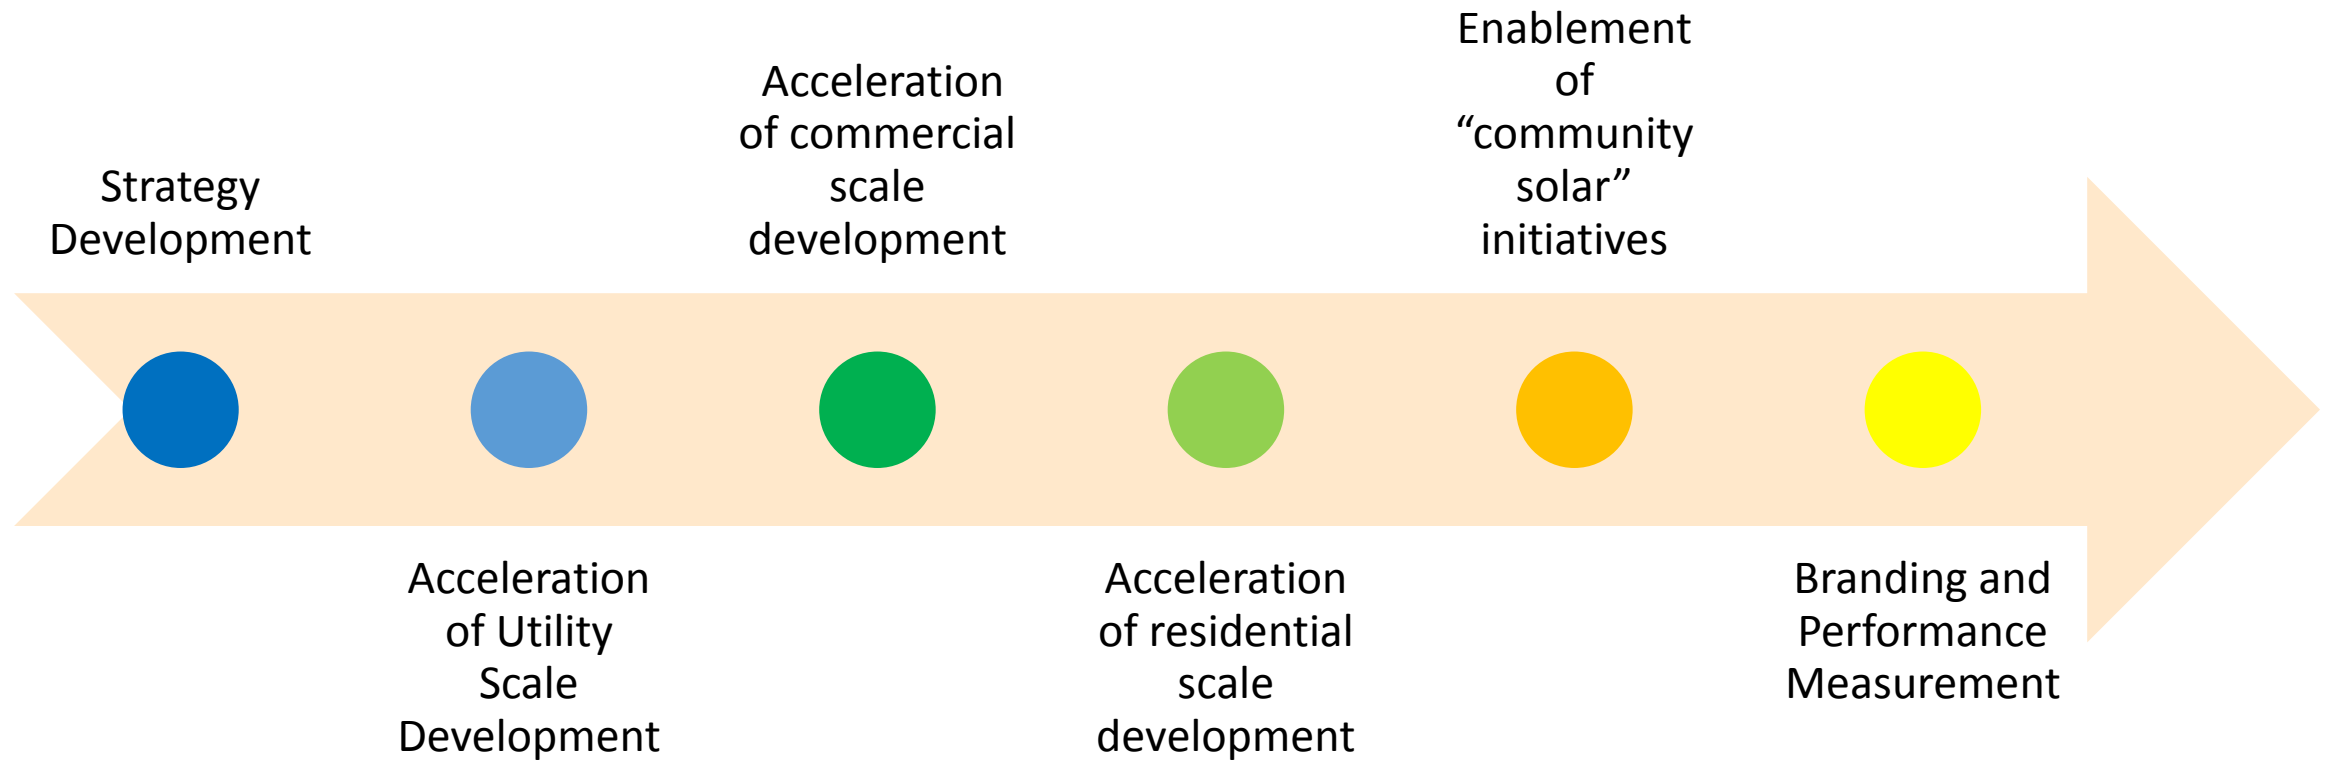 Strategy
Development
Acceleration
of Utility
Scale
Development
Acceleration
of commercial
scale
development
Acceleration
of residential
scale
development
Enablement
of
“community
solar”
initiatives
Branding and
Performance
Measurement